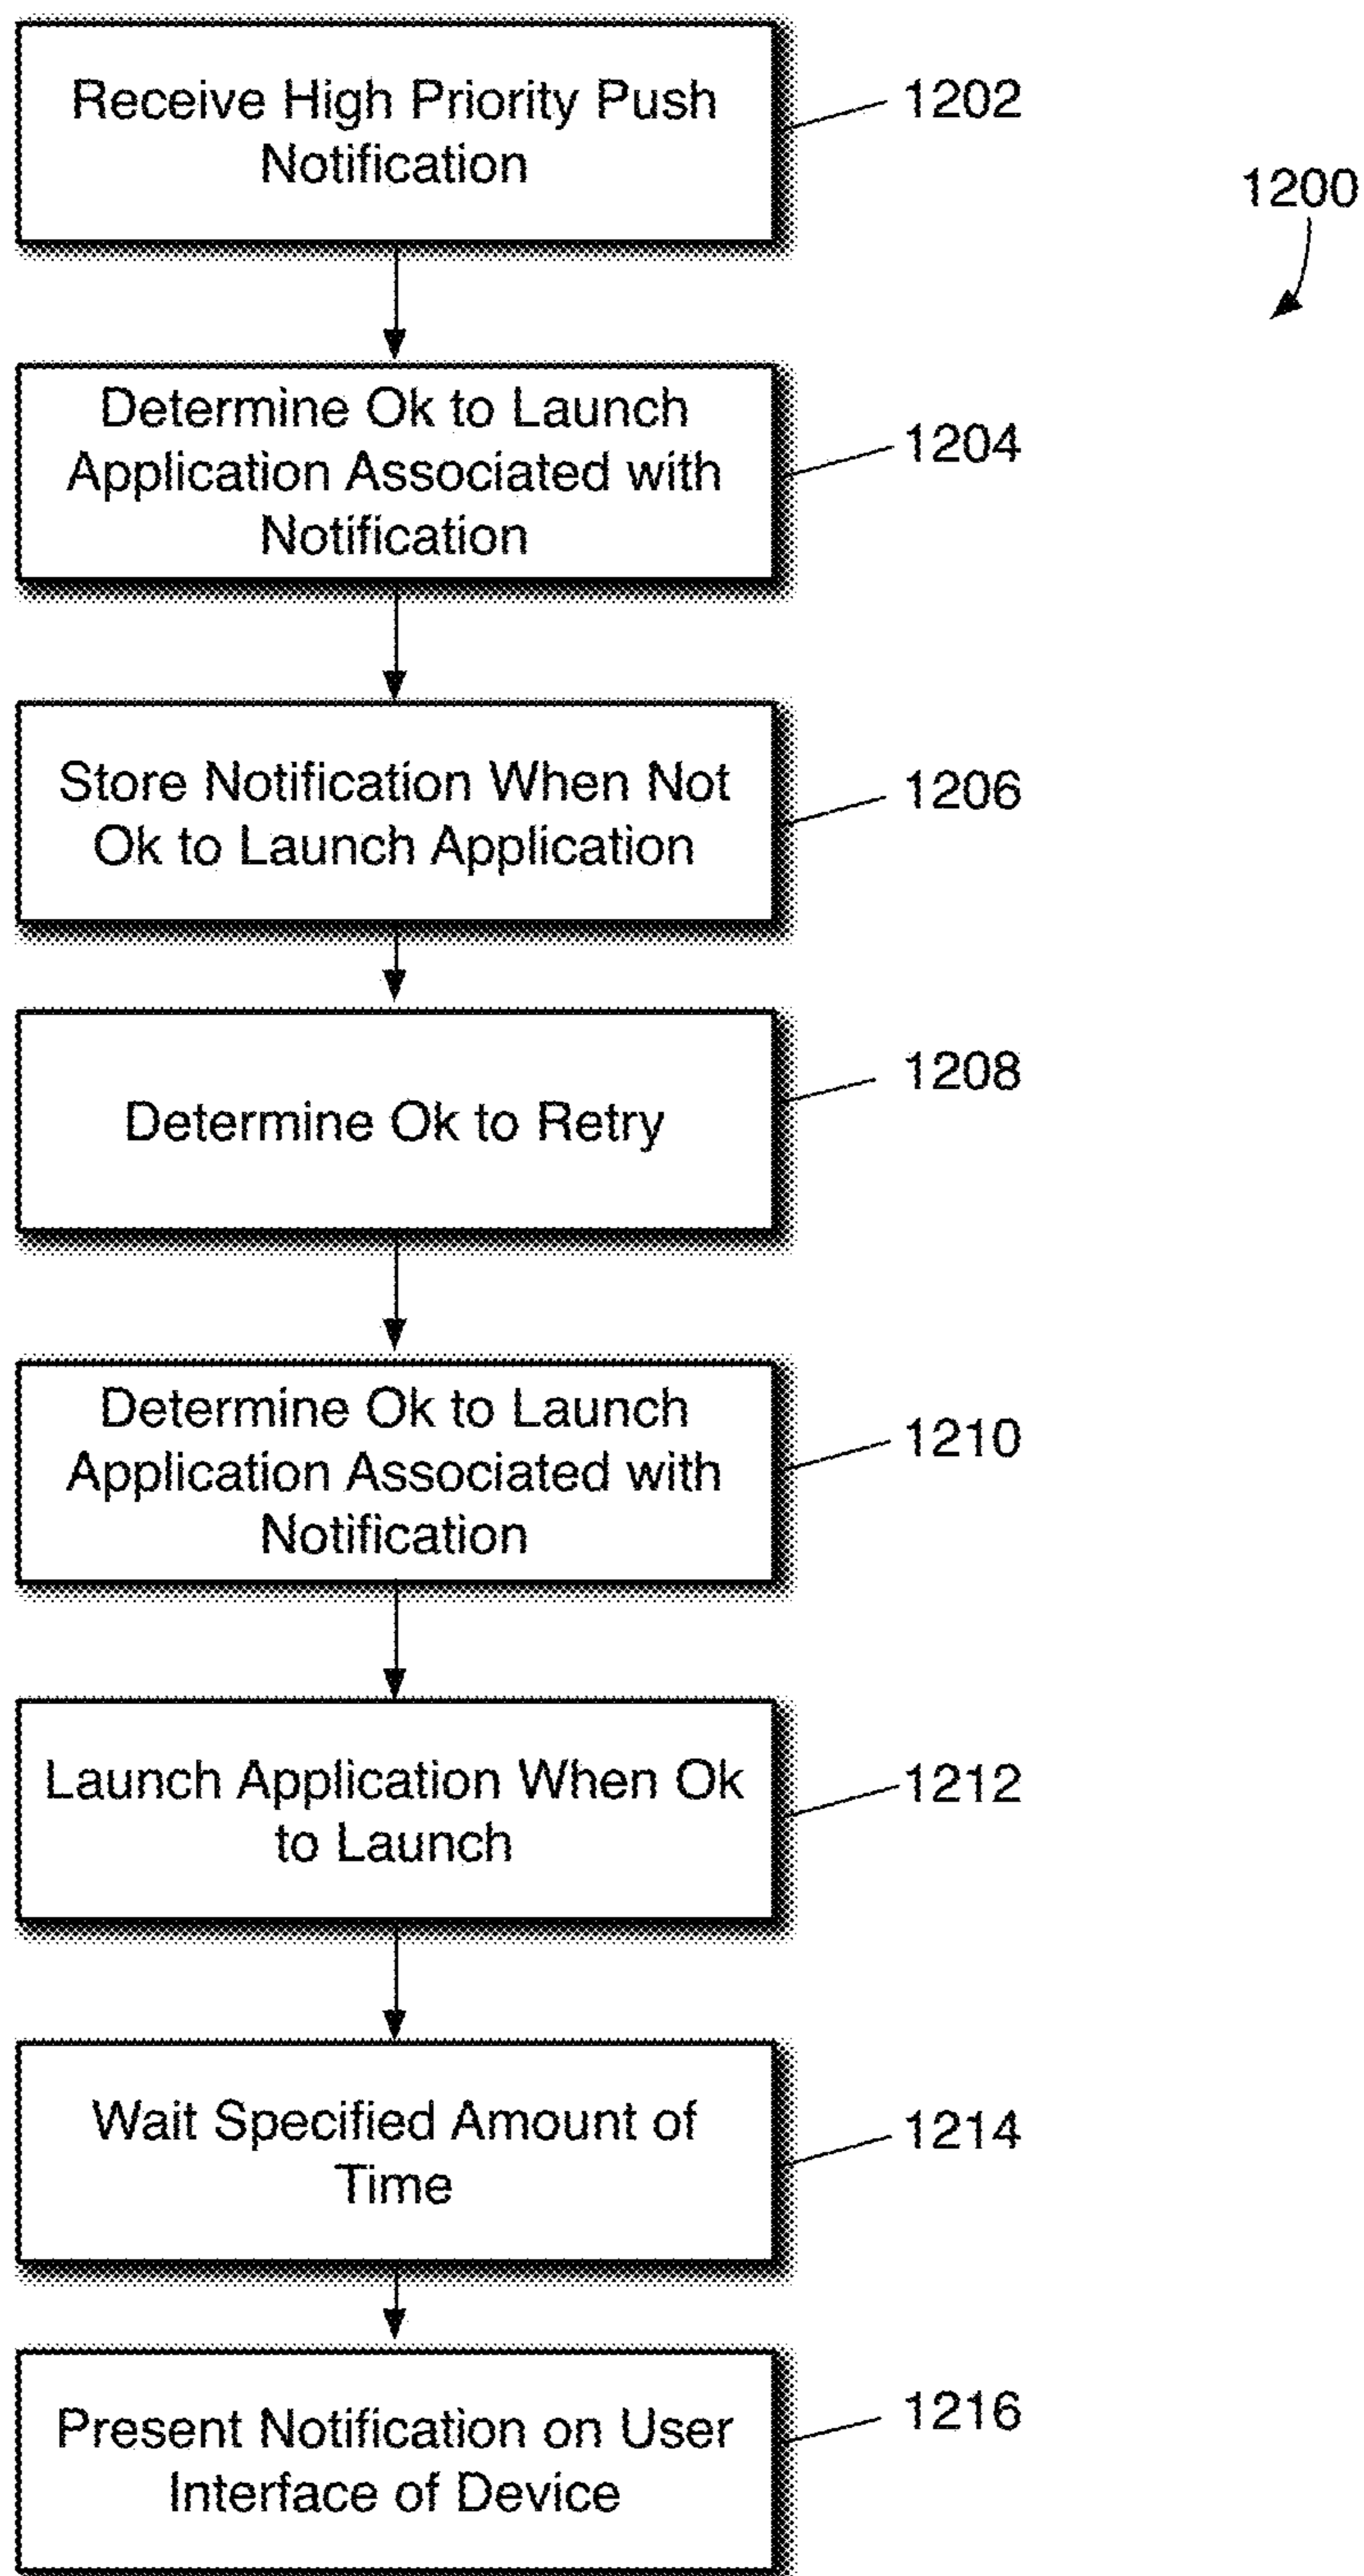 Receive High Priority Push
Notification
1202
1200
Determine Ok to Launch
Application Associated with
Notification
1204
Store Notification When Not
Ok to Launch Application
1206
Determine Ok to Retry
1208
Determine Ok to Launch
Application Associated with
Notification
1210
Launch Application When Ok
to Launch
1212
Wait Specified Amount of
Time
1214
Present Notification on User
Interface of Device
1216